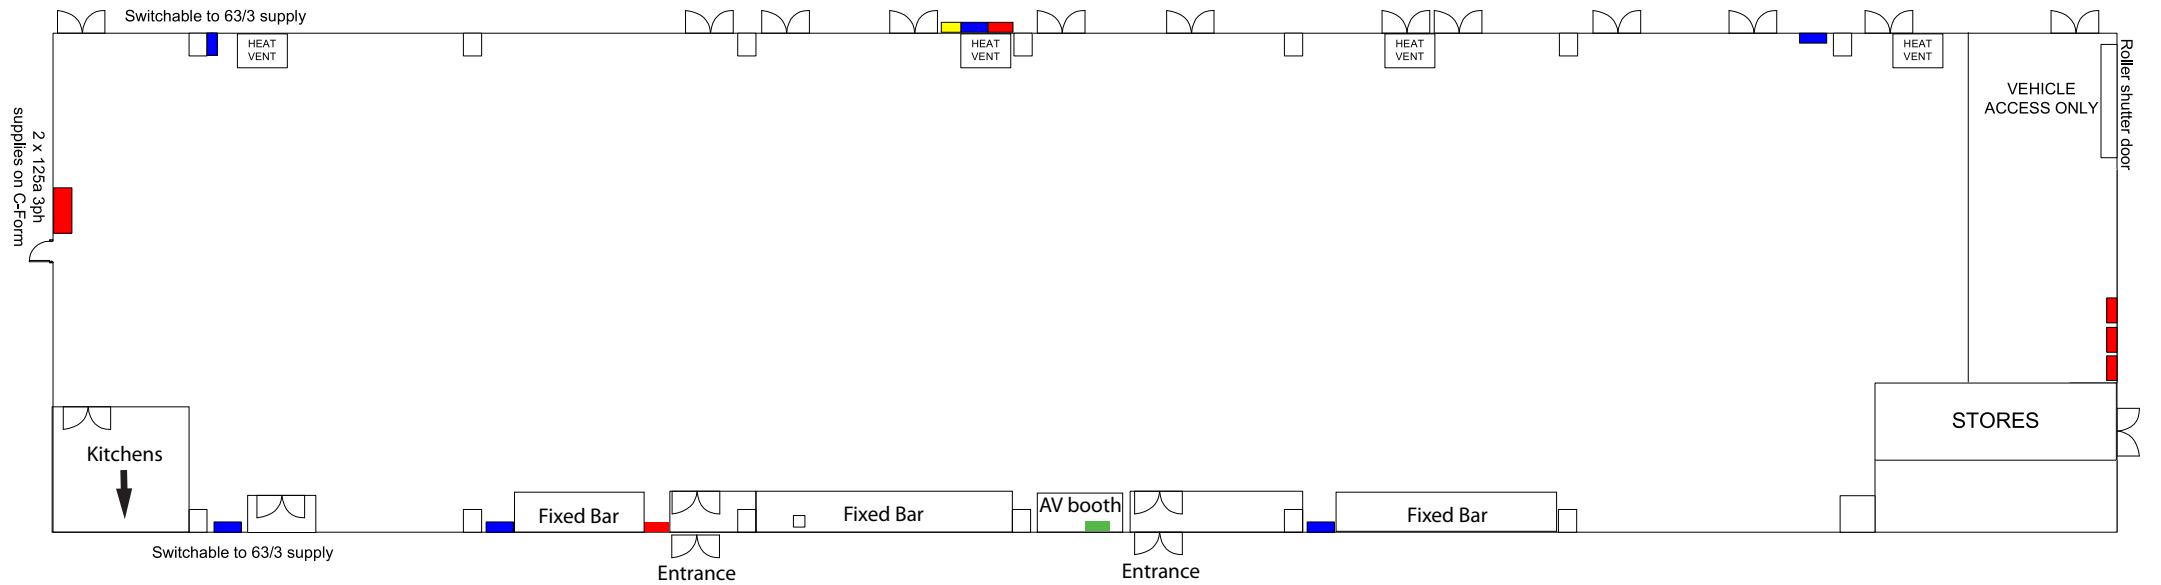 Switchable to 63/3 supply
HEAT
VENT
HEAT
VENT
HEAT
VENT
HEAT
VENT
VEHICLE
ACCESS ONLY
Roller shutter door
2 x 125a 3ph
supplies on C-Form
STORES
Kitchens
Fixed Bar
Fixed Bar
AV booth
Fixed Bar
Switchable to 63/3 supply
Entrance
Entrance